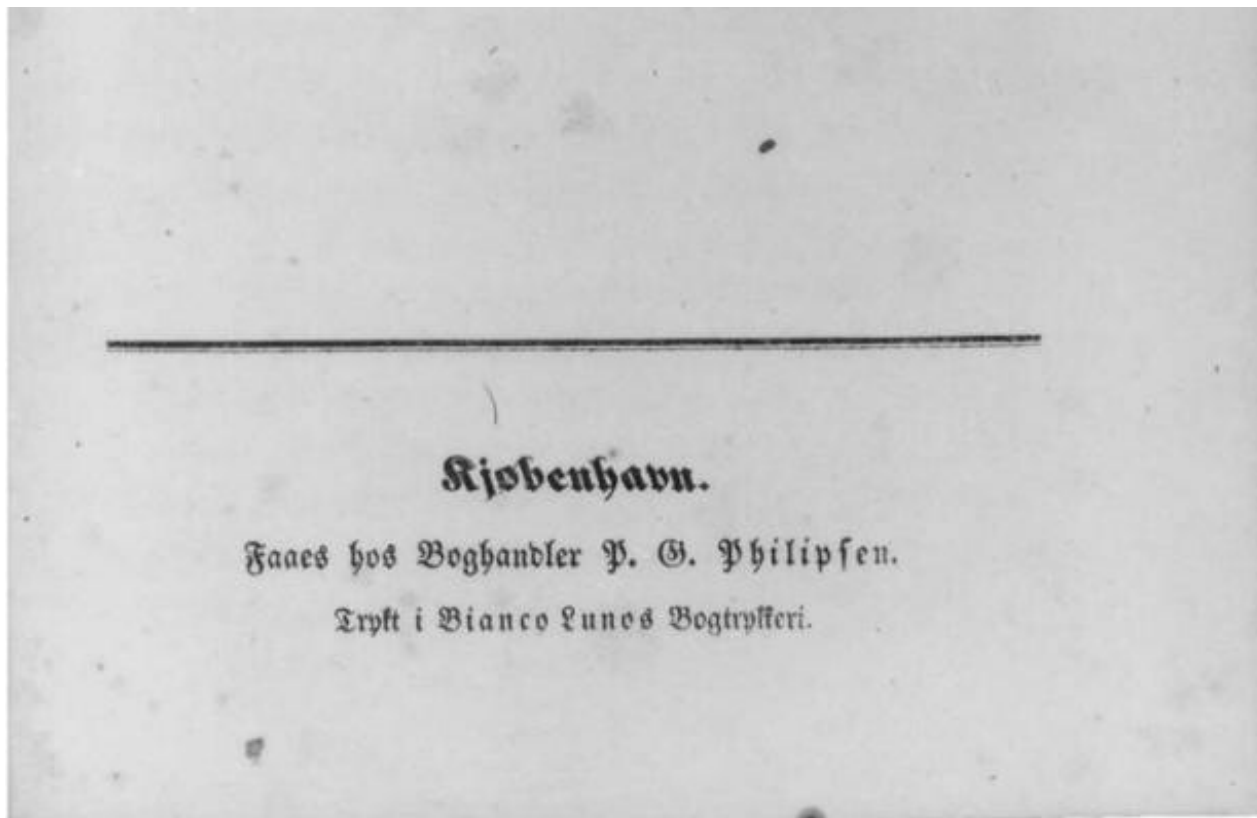 Kjøbenhavn.
Faaes hos Boghandler P. G. Philipsen.
Trykt i Bianco Lunos Bogtrykkeri.